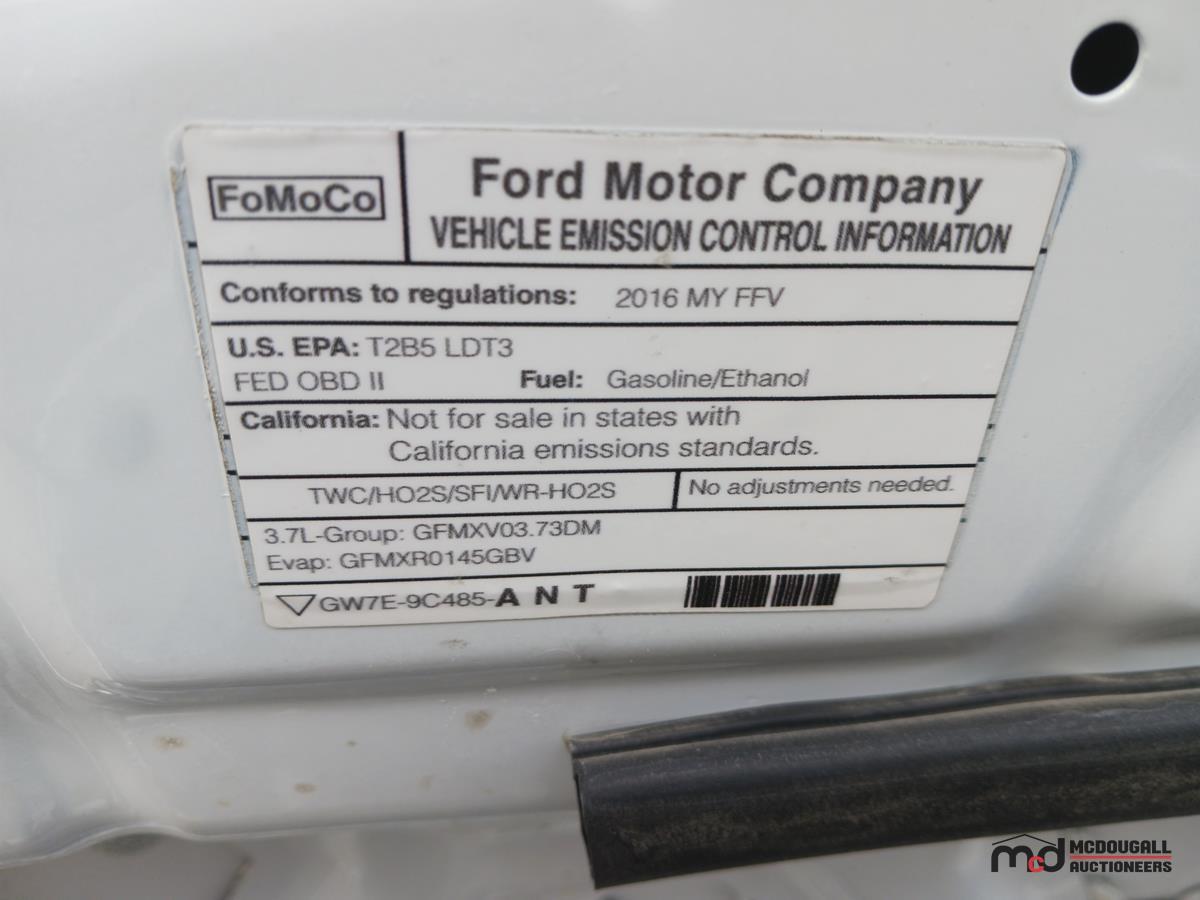 FoMoCo
Ford Motor Company
VEHICLE EMISSION CONTROL INFORMATION
Conforms to regulations: 2016 MY FFV
U.S. EPA: T2B5 LDT3
FED OBD II Fuel: Gasoline/Ethanol
California: Not for sale in states with
California emissions standards.
TWC/HO2S/SFI/WR-HO2S No adjustments needed.
3.7L-Group: GFMXV03.73DM
Evap: GFMXR0145GBV
GW7E-9C485-A N T
mcd MCDOUGALL
AUCTIONEERS